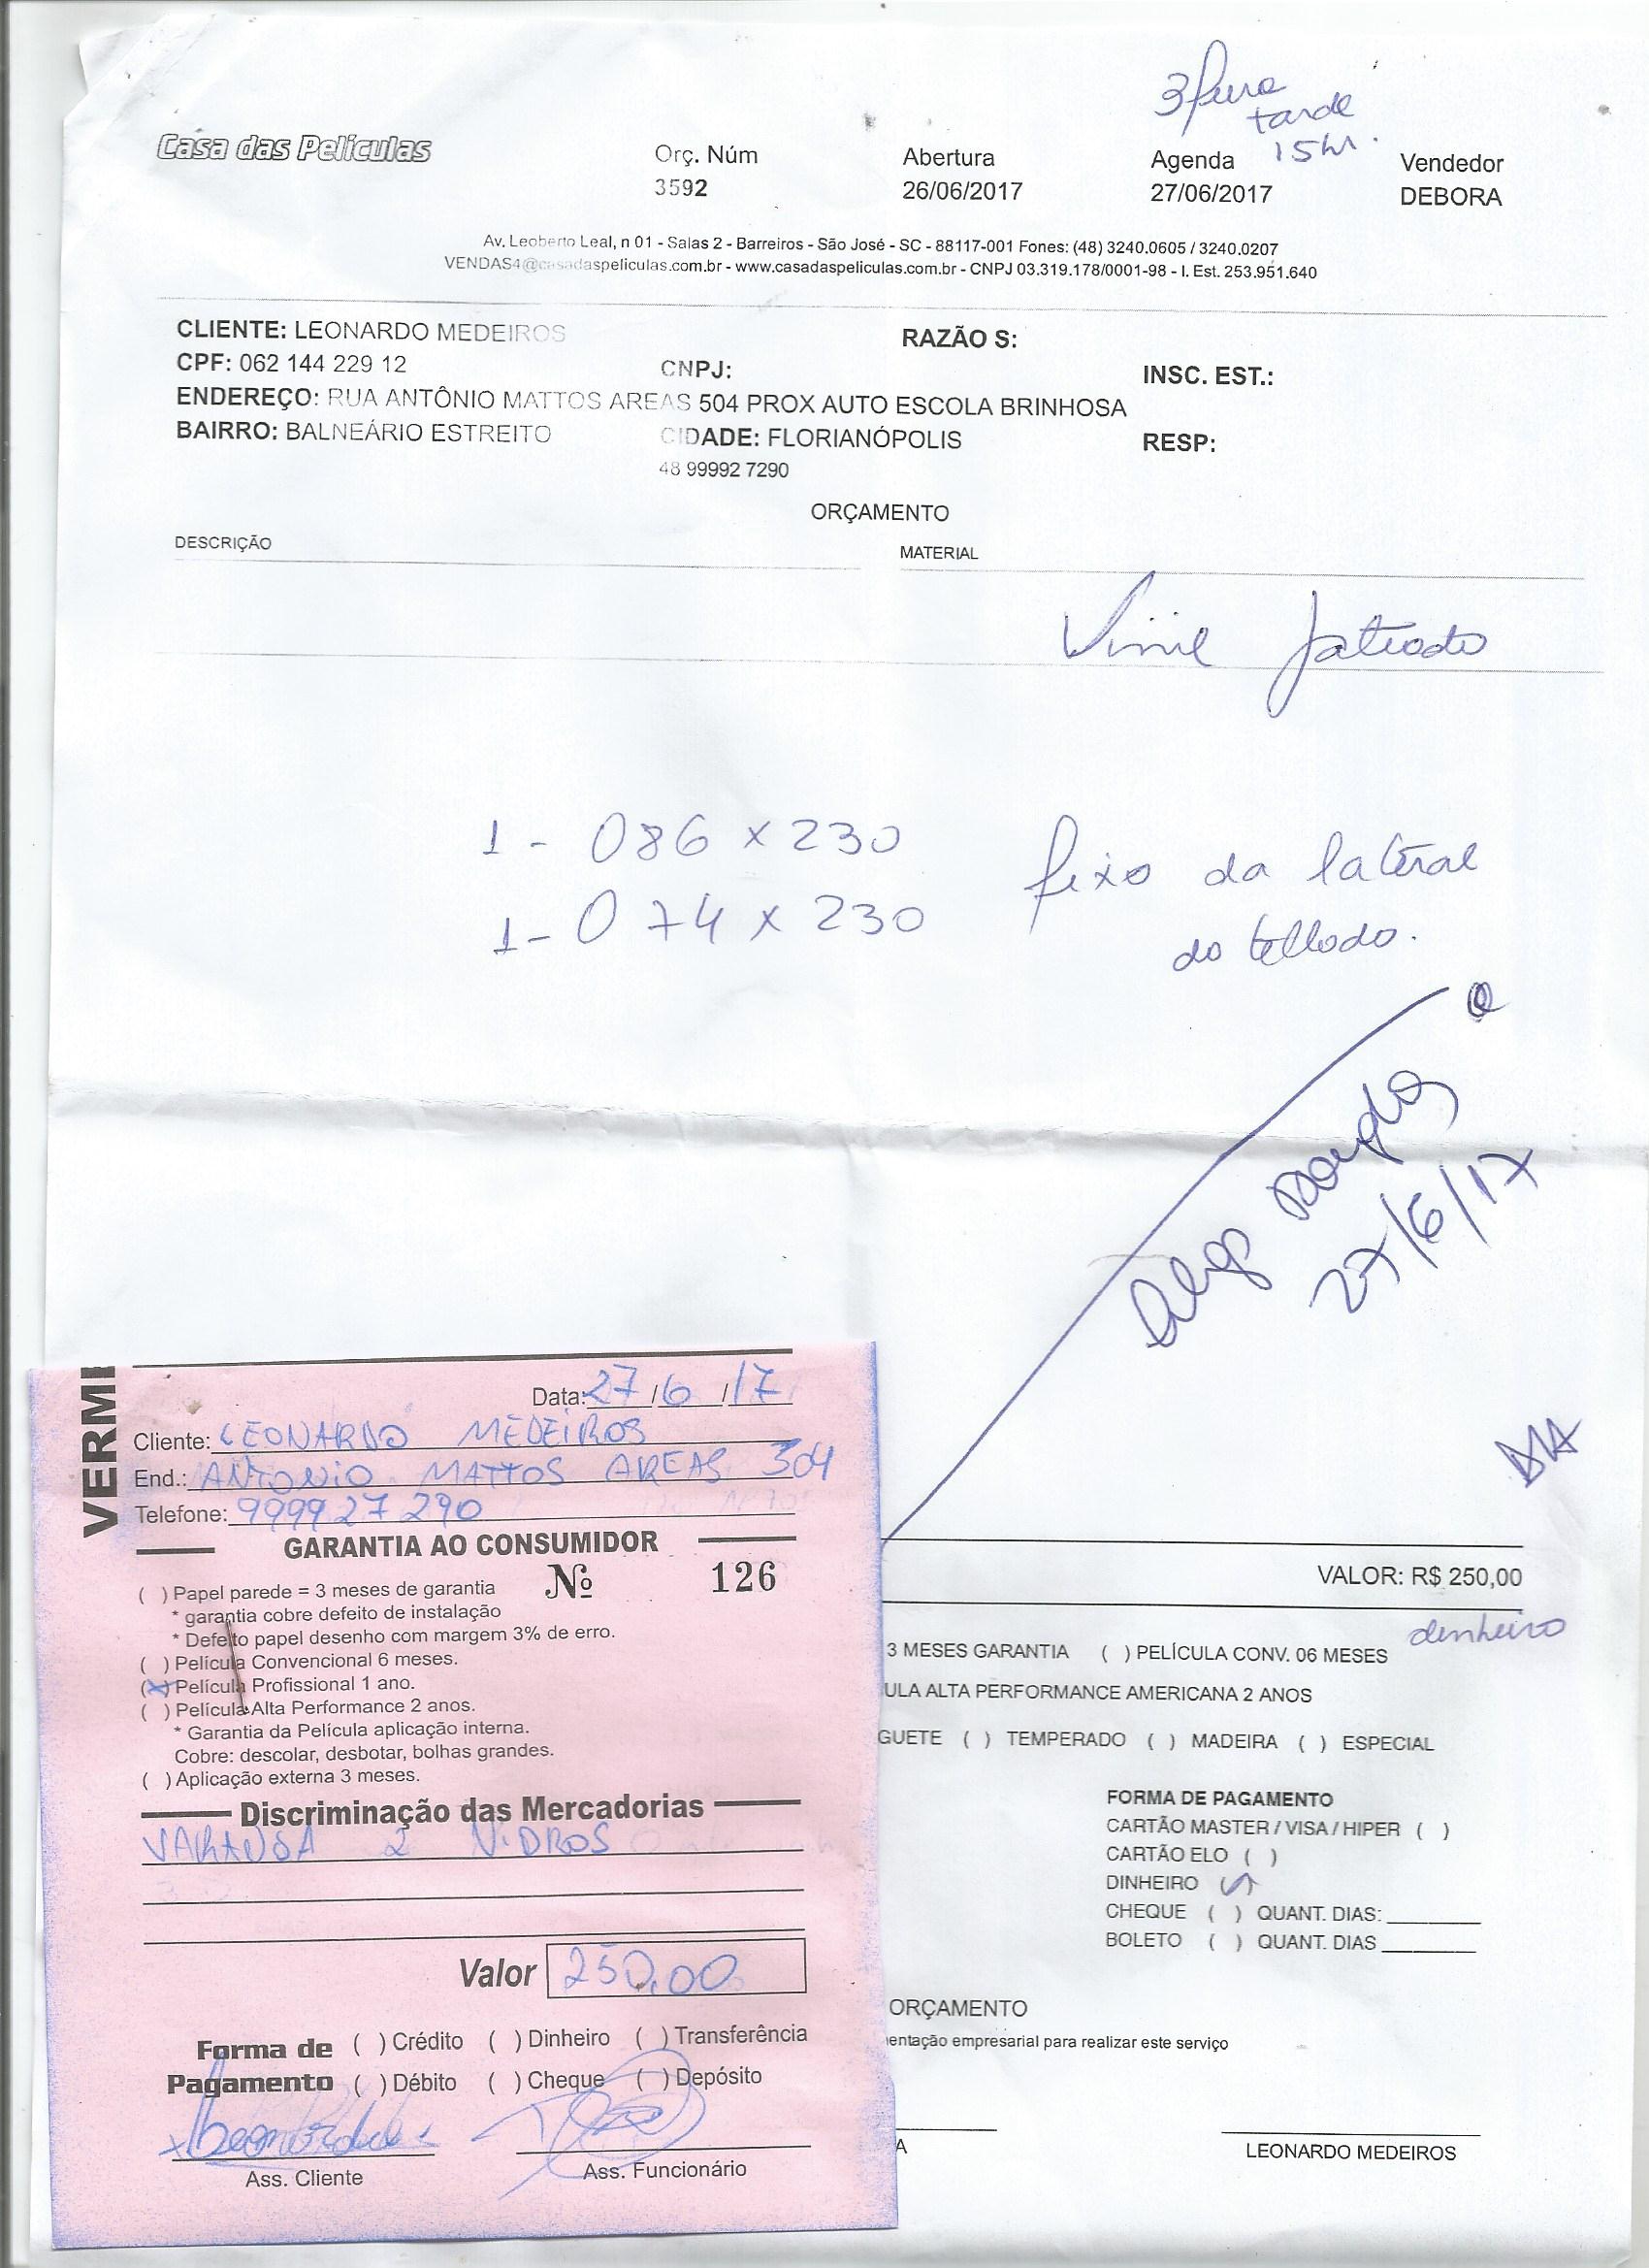 3ª feira
tarde
15hr.
Casa das Películas
Orç. Núm
3592
Abertura
26/06/2017
Agenda
27/06/2017
Vendedor
DEBORA
Av. Leoberto Leal, n 01 - Salas 2 - Barreiros - São José - SC - 88117-001 Fones: (48) 3240.0605 / 3240.0207
VENDAS4@casadaspeliculas.com.br - www.casadaspeliculas.com.br - CNPJ 03.319.178/0001-98 - I. Est. 253.951.640
CLIENTE: LEONARDO MEDEIROS RAZÃO S:
CPF: 062 144 229 12 CNPJ: INSC. EST.:
ENDEREÇO: RUA ANTÔNIO MATTOS AREAS 504 PROX AUTO ESCOLA BRINHOSA
BAIRRO: BALNEÁRIO ESTREITO CIDADE: FLORIANÓPOLIS RESP:
48 99992 7290
ORÇAMENTO
DESCRIÇÃO MATERIAL
Vinil Jateado
1 - 086 x 230 fixo da lateral
1 - 074 x 230 do telhado.
27/6/17
VALOR: R$ 250,00
dinheiro
3 MESES GARANTIA ( ) PELÍCULA CONV. 06 MESES
ULA ALTA PERFORMANCE AMERICANA 2 ANOS
GUETE ( ) TEMPERADO ( ) MADEIRA ( ) ESPECIAL
FORMA DE PAGAMENTO
CARTÃO MASTER / VISA / HIPER ( )
CARTÃO ELO ( )
DINHEIRO
CHEQUE ( ) QUANT. DIAS:
BOLETO ( ) QUANT. DIAS
ORÇAMENTO
entação empresarial para realizar este serviço
A
LEONARDO MEDEIROS
VERMI
Data: 27/6/17
Cliente: LEONARDO MEDEIROS
End.: ANTONIO MATTOS AREAS 304
Telefone: 999927290
GARANTIA AO CONSUMIDOR
( ) Papel parede = 3 meses de garantia Nº 126
* garantia cobre defeito de instalação
* Defeito papel desenho com margem 3% de erro.
( ) Película Convencional 6 meses.
(X) Película Profissional 1 ano.
( ) Película Alta Performance 2 anos.
* Garantia da Película aplicação interna.
Cobre: descolar, desbotar, bolhas grandes.
( ) Aplicação externa 3 meses.
Discriminação das Mercadorias
VARANDA 2 VIDROS
Valor 250,00
Forma de ( ) Crédito ( ) Dinheiro ( ) Transferência
Pagamento ( ) Débito ( ) Cheque ( ) Depósito
Ass. Cliente
Ass. Funcionário